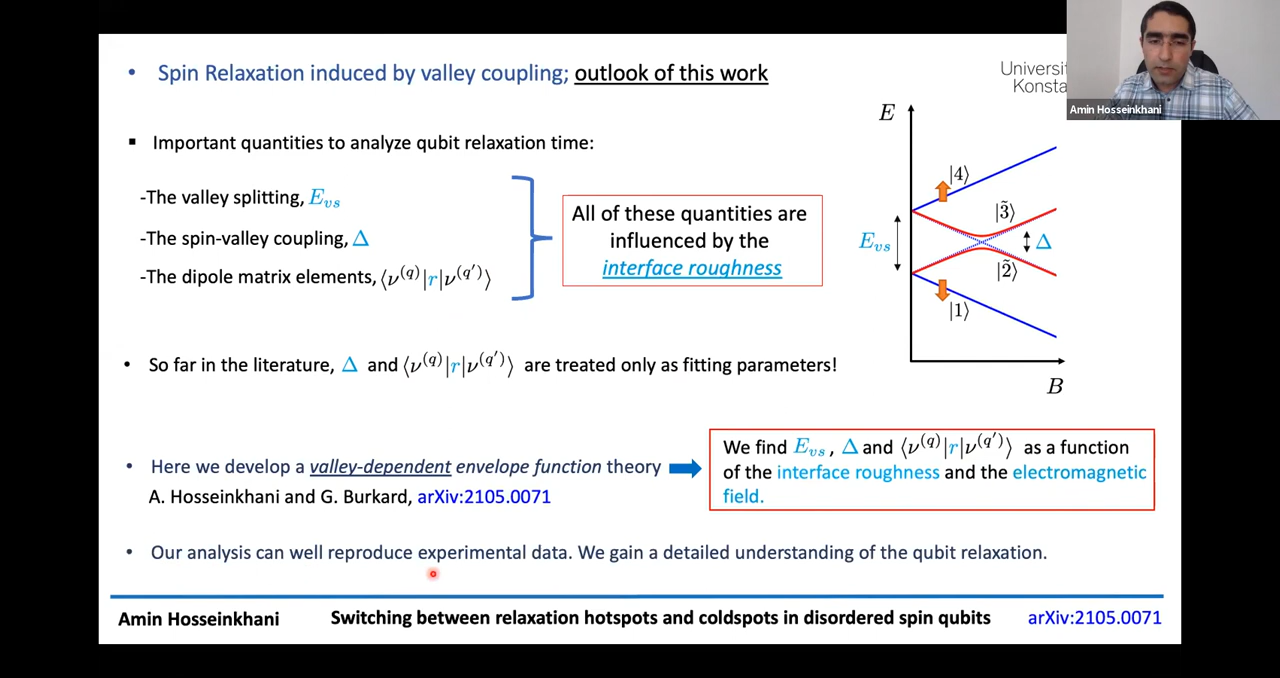 • Spin Relaxation induced by valley coupling; outlook of this work
Universi
Konsta
Amin Hosseinkhani
▪ Important quantities to analyze qubit relaxation time:
-The valley splitting, E_vs
-The spin-valley coupling, Δ
-The dipole matrix elements, ⟨ν^(q)|r|ν^(q')⟩
All of these quantities are
influenced by the
interface roughness
E
|4⟩
|3̃⟩
E_vs
Δ
|2̃⟩
|1⟩
B
• So far in the literature, Δ and ⟨ν^(q)|r|ν^(q')⟩ are treated only as fitting parameters!
• Here we develop a valley-dependent envelope function theory
A. Hosseinkhani and G. Burkard, arXiv:2105.0071
We find E_vs, Δ and ⟨ν^(q)|r|ν^(q')⟩ as a function
of the interface roughness and the electromagnetic
field.
• Our analysis can well reproduce experimental data. We gain a detailed understanding of the qubit relaxation.
Amin Hosseinkhani Switching between relaxation hotspots and coldspots in disordered spin qubits arXiv:2105.0071